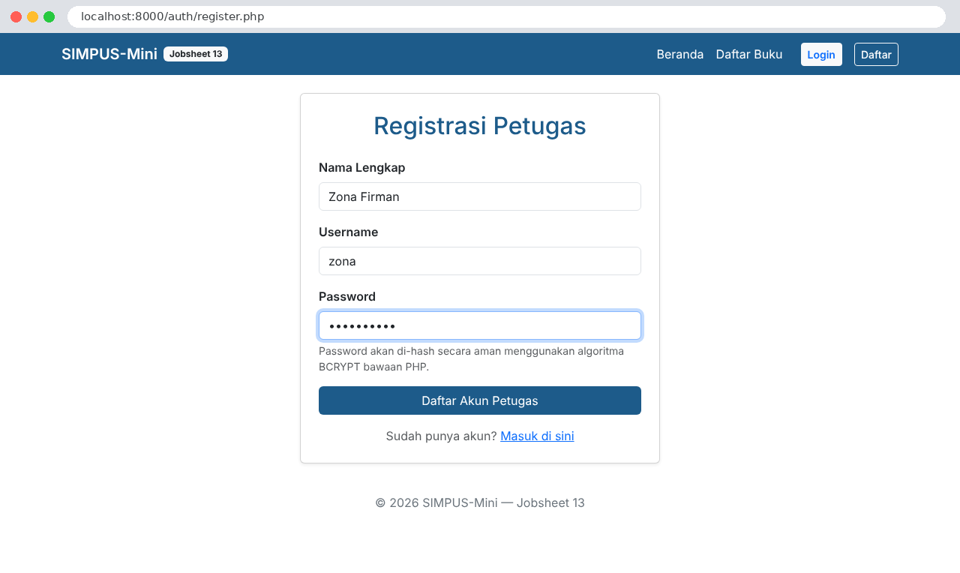 localhost:8000/auth/register.php
SIMPUS-Mini Jobsheet 13 Beranda Daftar Buku Login Daftar
Registrasi Petugas
Nama Lengkap
Zona Firman
Username
zona
Password
••••••••••
Password akan di-hash secara aman menggunakan algoritma
BCRYPT bawaan PHP.
Daftar Akun Petugas
Sudah punya akun? Masuk di sini
© 2026 SIMPUS-Mini — Jobsheet 13